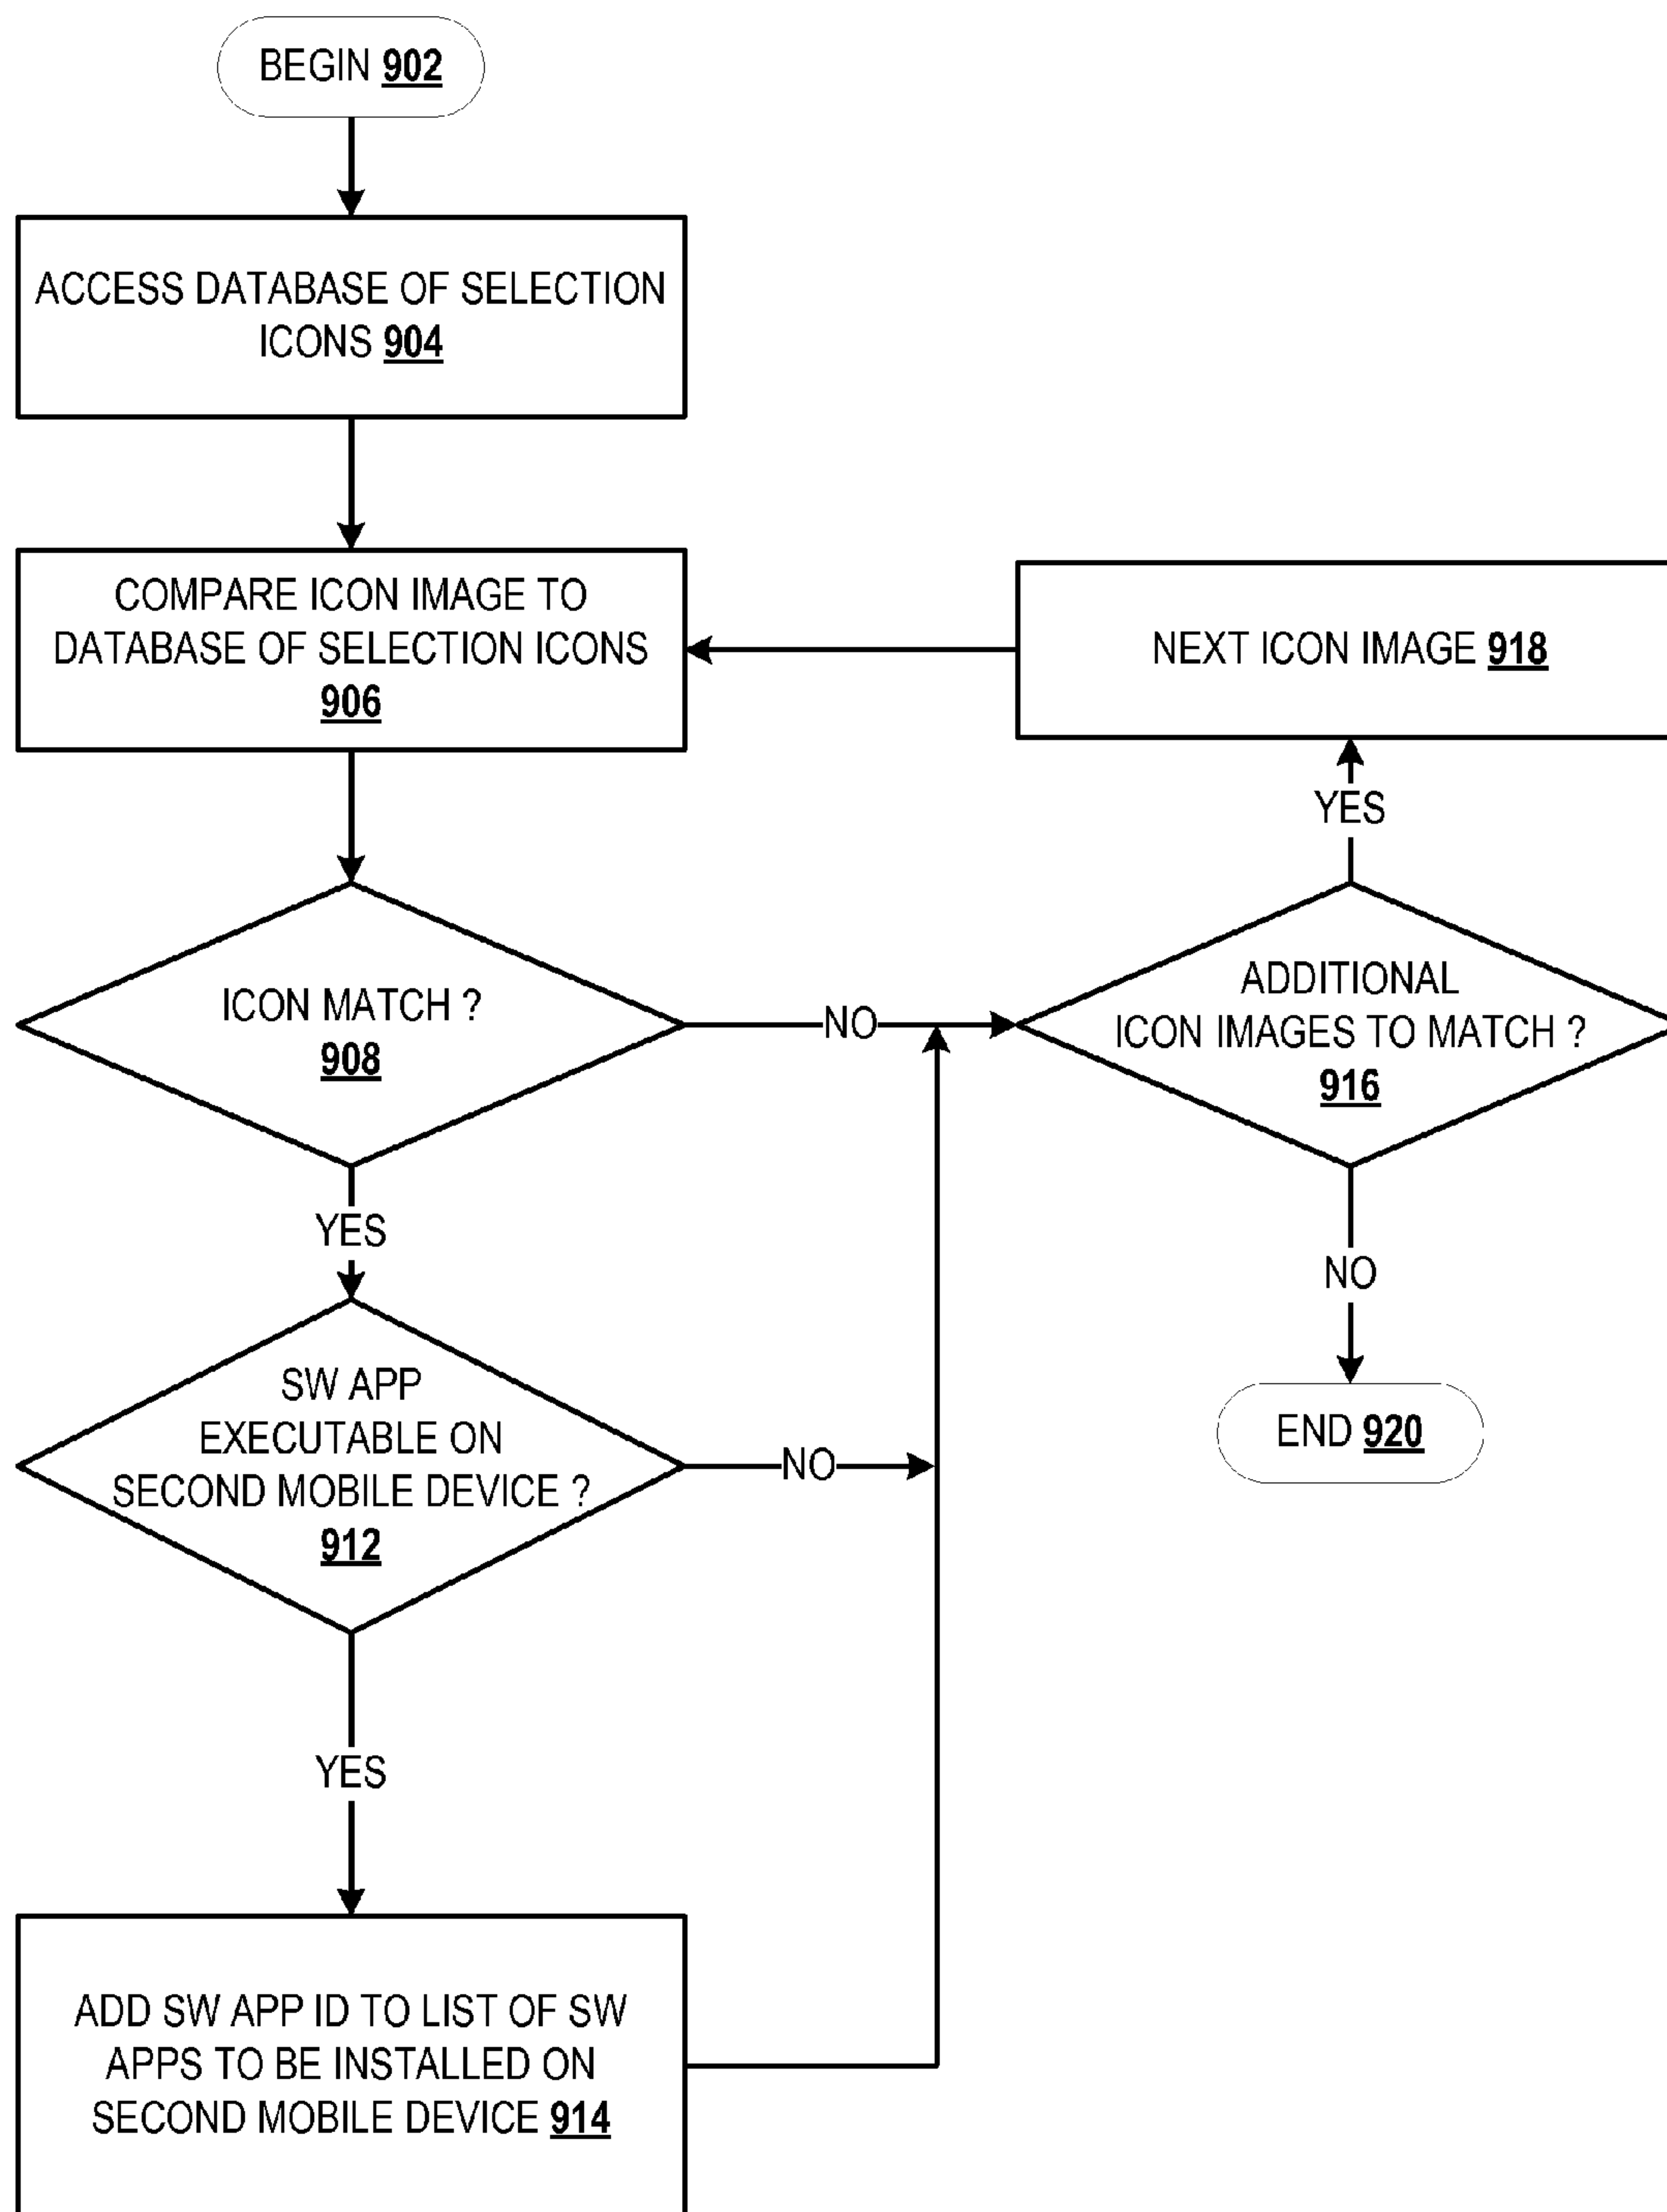 BEGIN 902
ACCESS DATABASE OF SELECTION
ICONS 904
COMPARE ICON IMAGE TO
DATABASE OF SELECTION ICONS
906
NEXT ICON IMAGE 918
YES
ICON MATCH ?
908
NO
ADDITIONAL
ICON IMAGES TO MATCH ?
916
YES
NO
SW APP
EXECUTABLE ON
SECOND MOBILE DEVICE ?
912
NO
END 920
YES
ADD SW APP ID TO LIST OF SW
APPS TO BE INSTALLED ON
SECOND MOBILE DEVICE 914